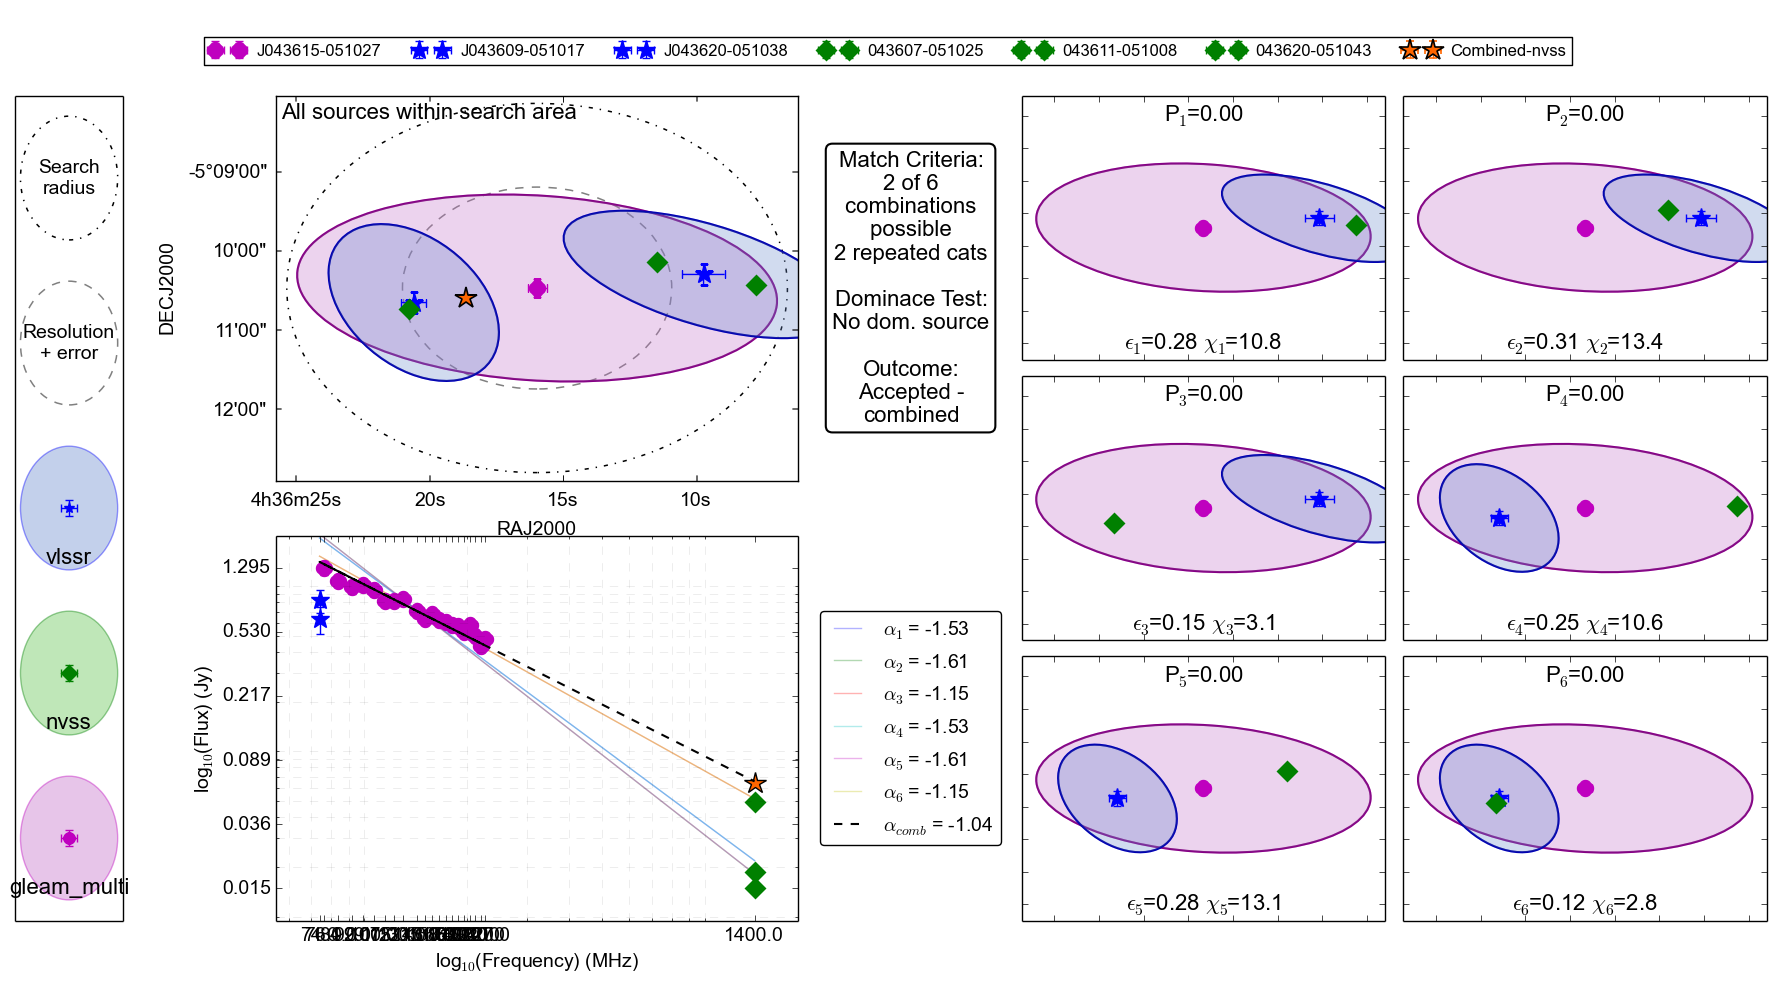 J043615-051027 J043609-051017 J043620-051038 043607-051025 043611-051008 043620-051043 Combined-nvss
Search
radius
Resolution
+ error
vlssr
nvss
gleam_multi
All sources within search area
DECJ2000
-5°09'00"
10'00"
11'00"
12'00"
4h36m25s 20s 15s 10s
RAJ2000
Match Criteria:
2 of 6
combinations
possible
2 repeated cats
Dominace Test:
No dom. source
Outcome:
Accepted -
combined
log10(Flux) (Jy)
1.295
0.530
0.217
0.089
0.036
0.015
1400.0
log10(Frequency) (MHz)
α1 = -1.53
α2 = -1.61
α3 = -1.15
α4 = -1.53
α5 = -1.61
α6 = -1.15
αcomb = -1.04
P1=0.00
ϵ1=0.28 χ1=10.8
P2=0.00
ϵ2=0.31 χ2=13.4
P3=0.00
ϵ3=0.15 χ3=3.1
P4=0.00
ϵ4=0.25 χ4=10.6
P5=0.00
ϵ5=0.28 χ5=13.1
P6=0.00
ϵ6=0.12 χ6=2.8